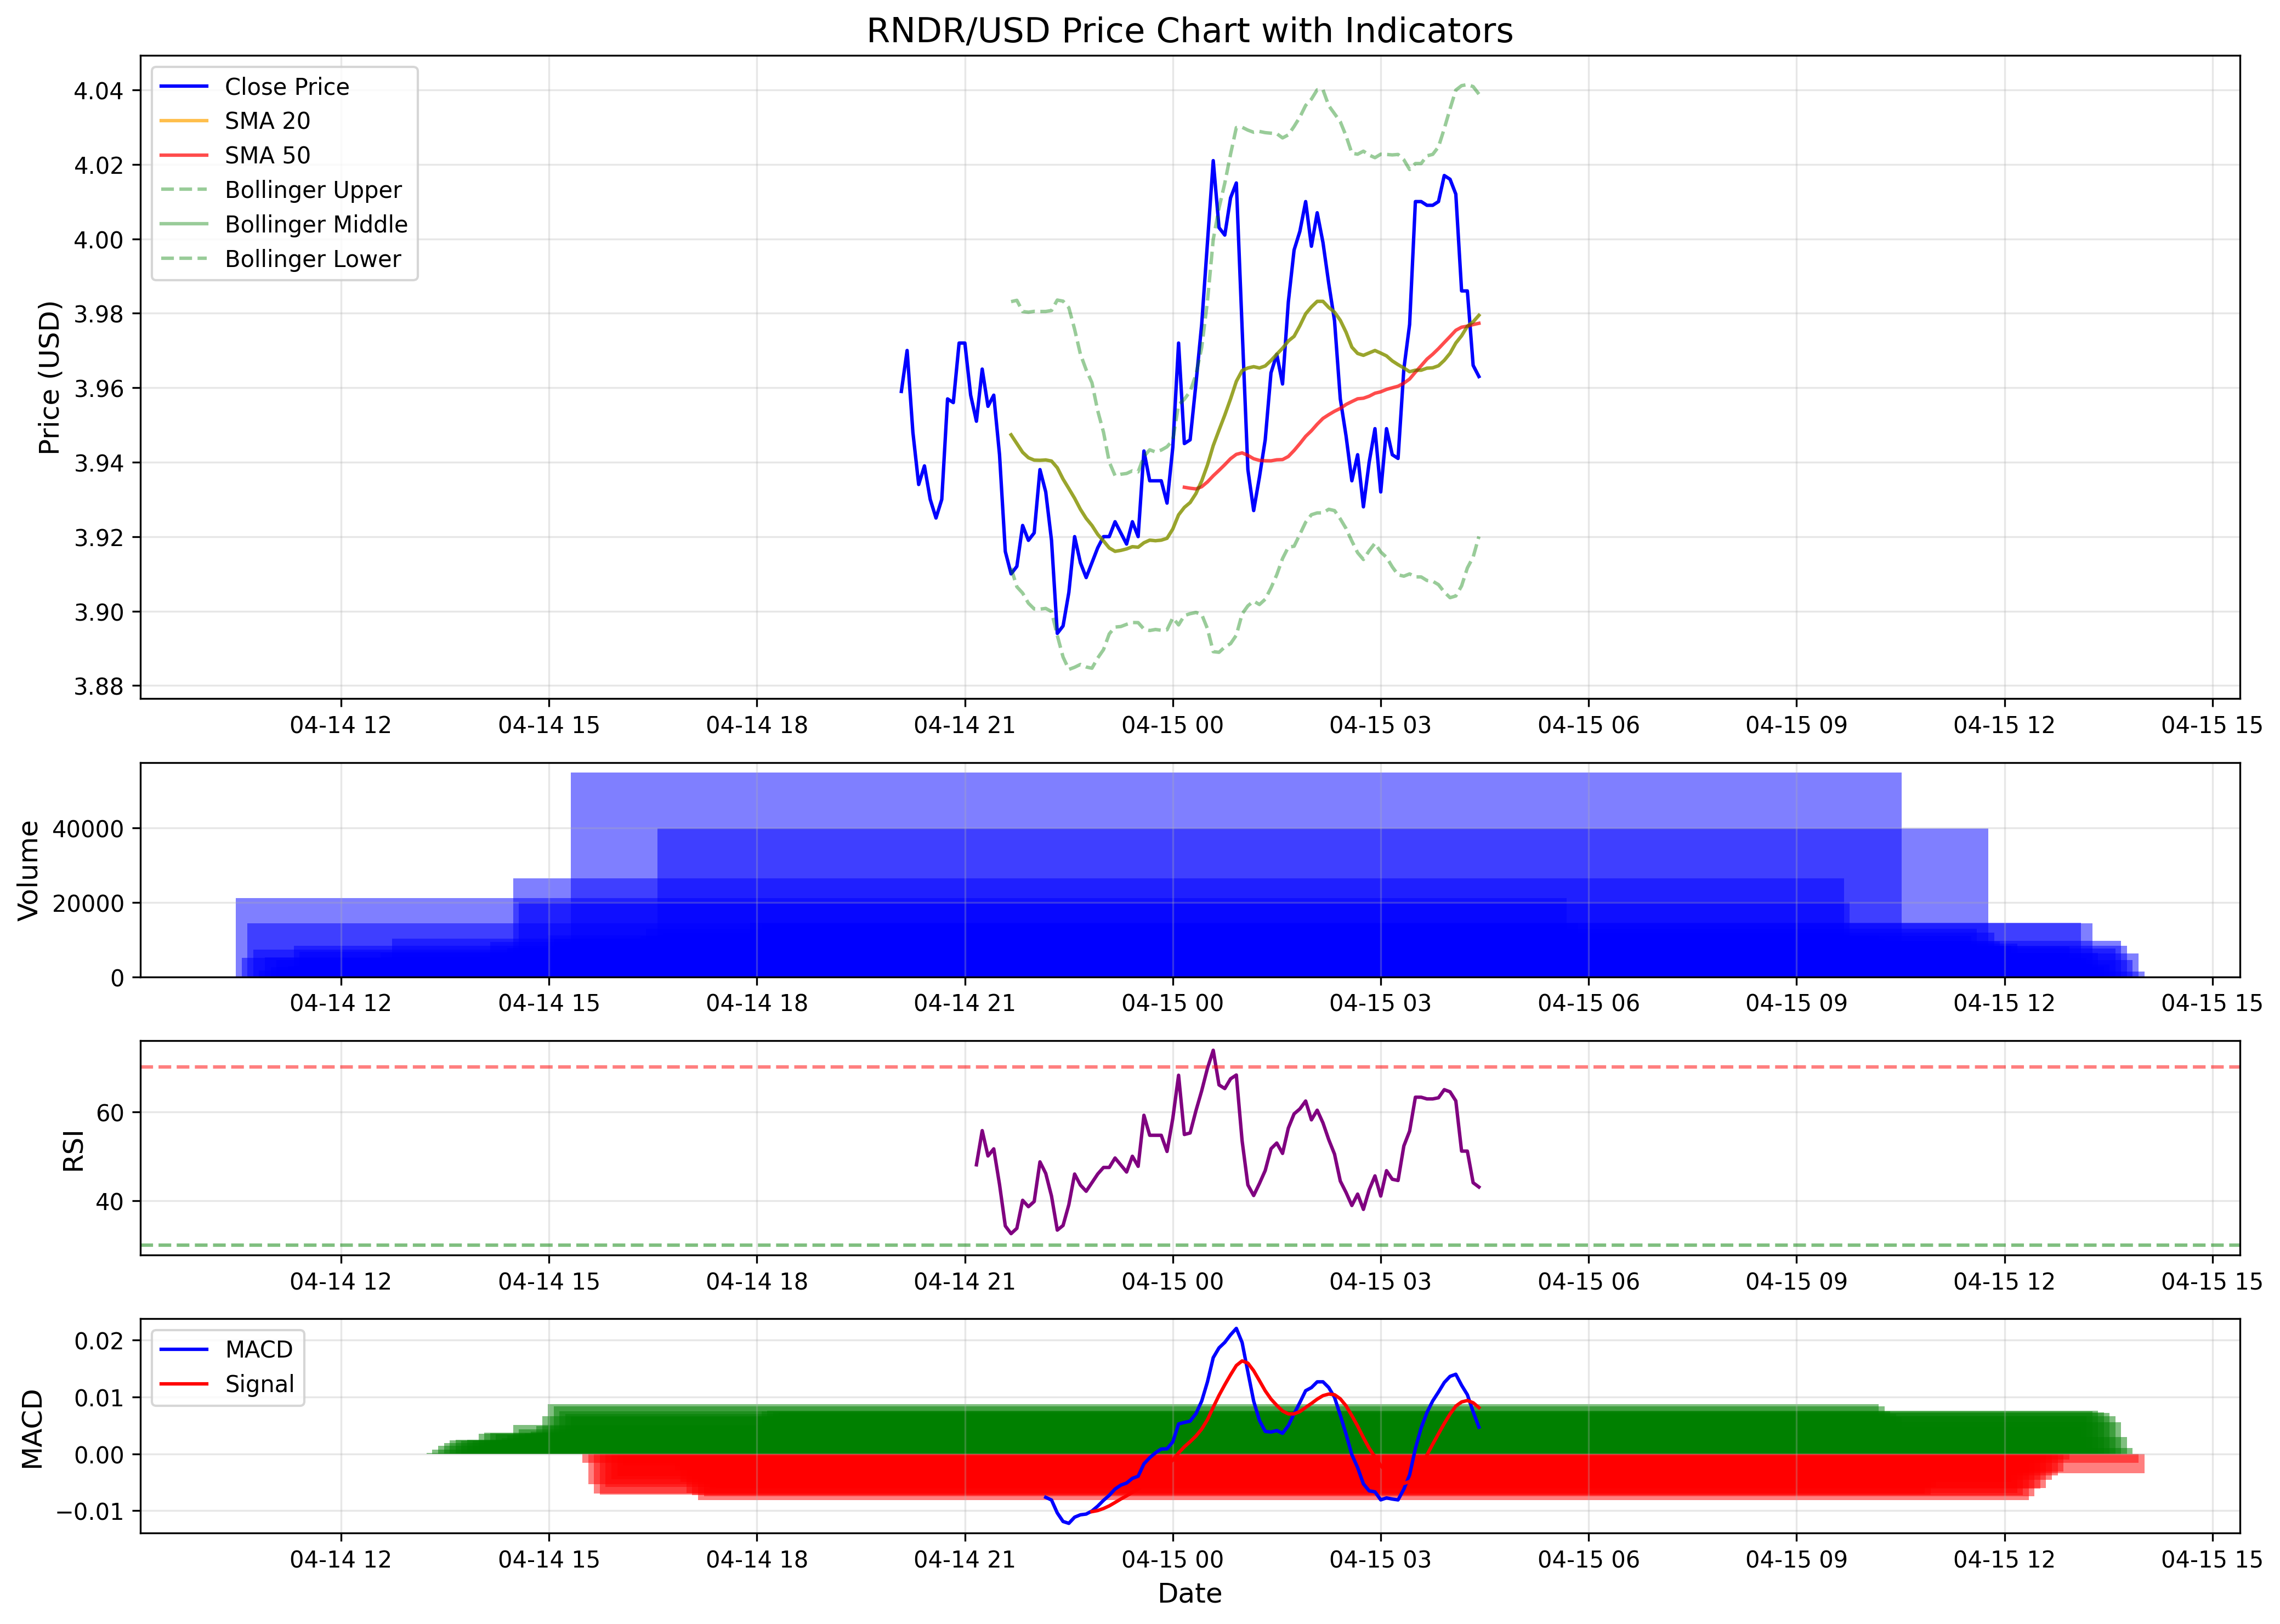 RNDR/USD Price Chart with Indicators
Price (USD)
4.04
4.02
4.00
3.98
3.96
3.94
3.92
3.90
3.88
Close Price
SMA 20
SMA 50
Bollinger Upper
Bollinger Middle
Bollinger Lower
04-14 12 04-14 15 04-14 18 04-14 21 04-15 00 04-15 03 04-15 06 04-15 09 04-15 12 04-15 15
Volume
40000
20000
0
04-14 12 04-14 15 04-14 18 04-14 21 04-15 00 04-15 03 04-15 06 04-15 09 04-15 12 04-15 15
RSI
60
40
04-14 12 04-14 15 04-14 18 04-14 21 04-15 00 04-15 03 04-15 06 04-15 09 04-15 12 04-15 15
MACD
0.02
0.01
0.00
−0.01
MACD
Signal
04-14 12 04-14 15 04-14 18 04-14 21 04-15 00 04-15 03 04-15 06 04-15 09 04-15 12 04-15 15
Date